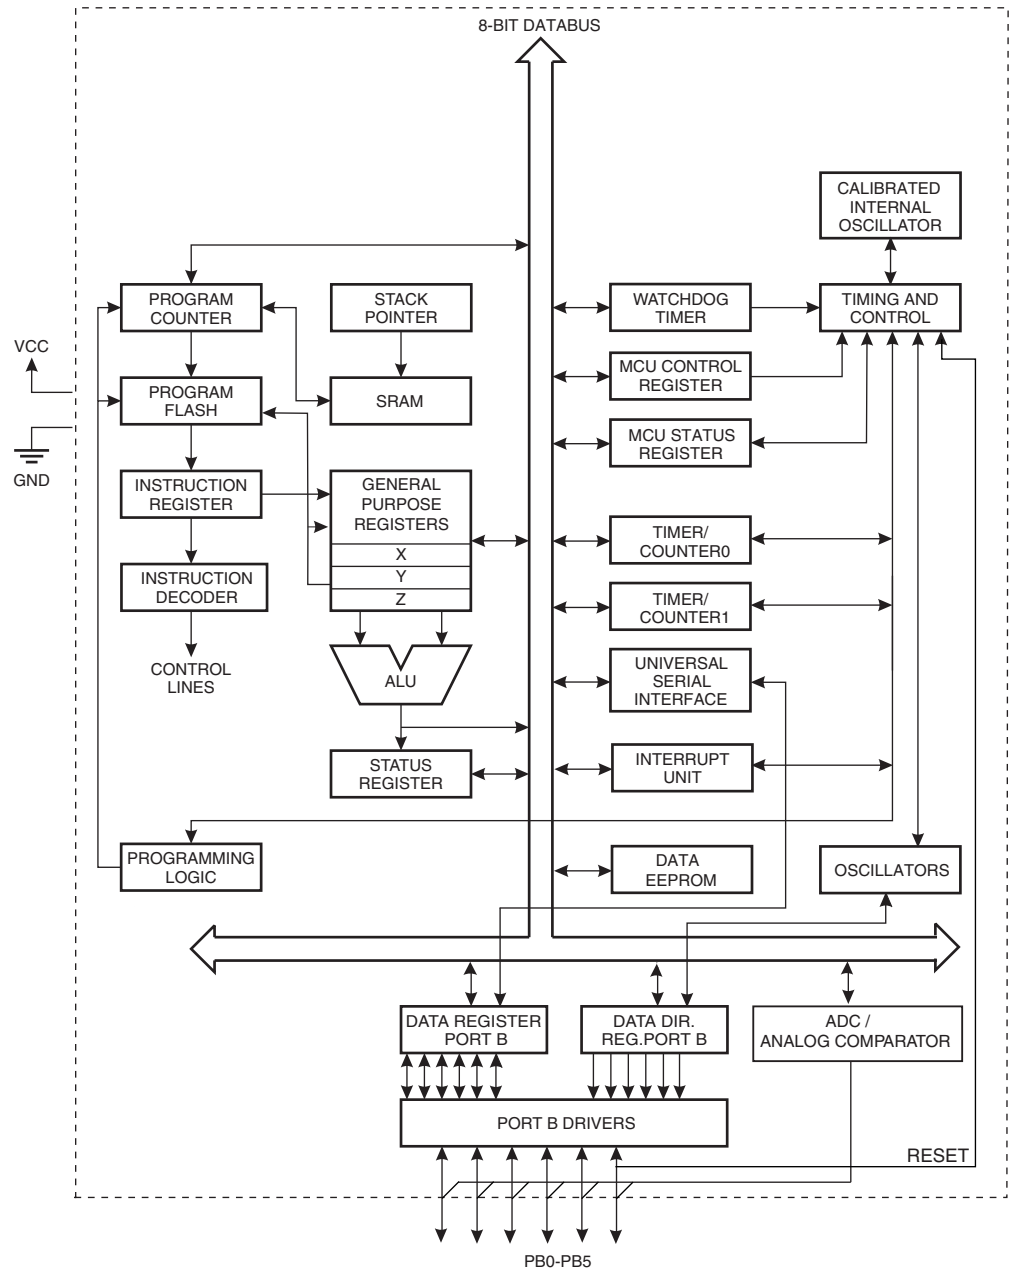 8-BIT DATABUS
CALIBRATED
INTERNAL
OSCILLATOR
PROGRAM
COUNTER
STACK
POINTER
WATCHDOG
TIMER
TIMING AND
CONTROL
VCC
PROGRAM
FLASH
SRAM
MCU CONTROL
REGISTER
MCU STATUS
REGISTER
GND
INSTRUCTION
REGISTER
GENERAL
PURPOSE
REGISTERS
X
Y
Z
INSTRUCTION
DECODER
TIMER/
COUNTER0
TIMER/
COUNTER1
CONTROL
LINES
ALU
UNIVERSAL
SERIAL
INTERFACE
STATUS
REGISTER
INTERRUPT
UNIT
PROGRAMMING
LOGIC
DATA
EEPROM
OSCILLATORS
DATA REGISTER
PORT B
DATA DIR.
REG.PORT B
ADC /
ANALOG COMPARATOR
PORT B DRIVERS
RESET
PB0-PB5